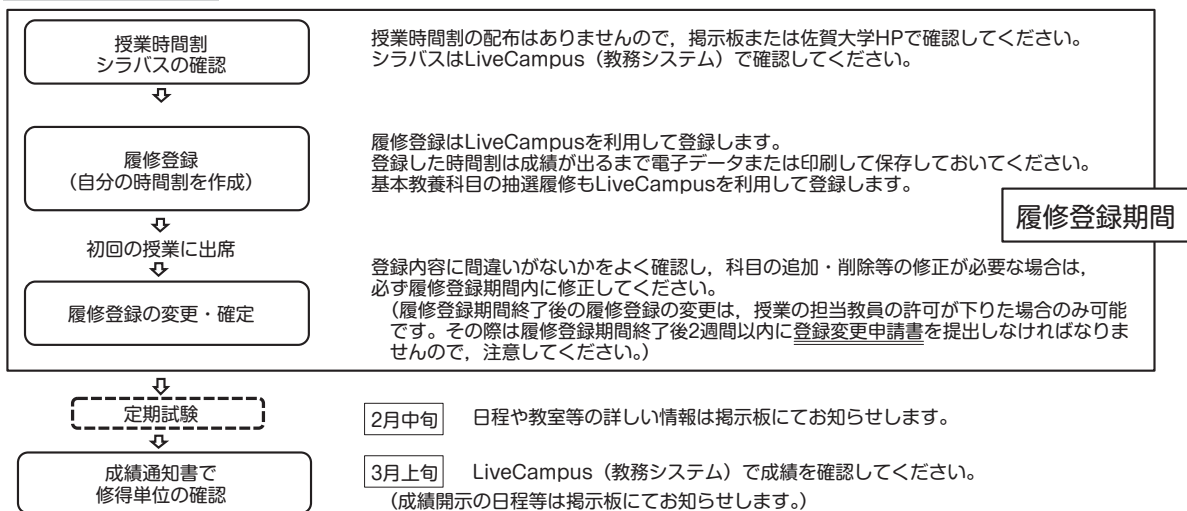 授業時間割
シラバスの確認
授業時間割の配布はありませんので，掲示板または佐賀大学HPで確認してください。
シラバスはLiveCampus（教務システム）で確認してください。
履修登録
（自分の時間割を作成）
履修登録はLiveCampusを利用して登録します。
登録した時間割は成績が出るまで電子データまたは印刷して保存しておいてください。
基本教養科目の抽選履修もLiveCampusを利用して登録します。
履修登録期間
初回の授業に出席
履修登録の変更・確定
登録内容に間違いがないかをよく確認し，科目の追加・削除等の修正が必要な場合は，
必ず履修登録期間内に修正してください。
（履修登録期間終了後の履修登録の変更は，授業の担当教員の許可が下りた場合のみ可能
です。その際は履修登録期間終了後2週間以内に登録変更申請書を提出しなければなりま
せんので，注意してください。）
定期試験
2月中旬　日程や教室等の詳しい情報は掲示板にてお知らせします。
成績通知書で
修得単位の確認
3月上旬　LiveCampus（教務システム）で成績を確認してください。
（成績開示の日程等は掲示板にてお知らせします。）